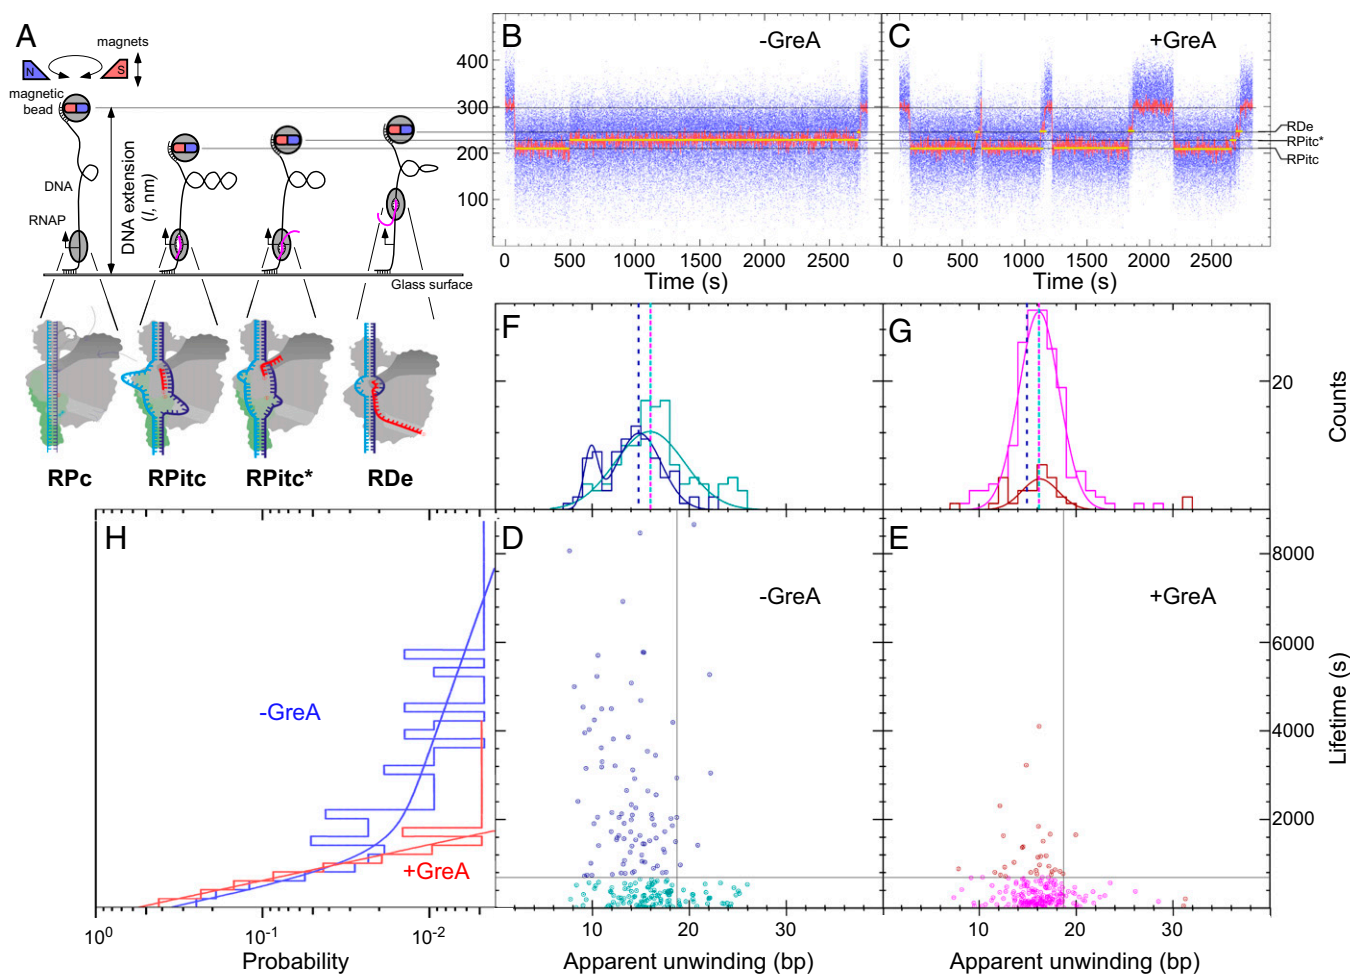 A
magnets
N
S
magnetic
bead
DNA
RNAP
DNA extension
(l, nm)
Glass surface
RPc
RPitc
RPitc*
RDe
B
-GreA
400
300
200
100
0
500
1000
1500
2000
2500
Time (s)
C
+GreA
RDe
RPitc*
RPitc
0
500
1000
1500
2000
2500
Time (s)
F
G
20
Counts
H
-GreA
+GreA
10⁰
10⁻¹
10⁻²
Probability
D
-GreA
10
20
30
Apparent unwinding (bp)
E
+GreA
8000
6000
4000
2000
Lifetime (s)
10
20
30
Apparent unwinding (bp)